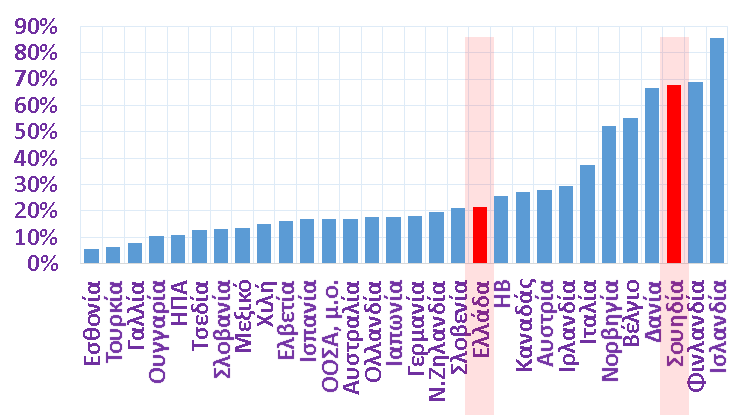 90%
80%
70%
60%
50%
40%
30%
20%
10%
0%
Εσθονία
Τουρκία
Γαλλία
Ουγγαρία
ΗΠΑ
Τσεδία
Σλοβανία
Μεξικό
Χιλή
Ελβετία
Ισπανία
ΟΟΣΑ, μ.ο.
Αυστραλία
Ολλανδία
Ιαπωνία
Γερμανία
Ν.Ζηλανδία
Σλοβενία
Ελλάδα
ΗΒ
Καναδάς
Αυστρία
Ιρλανδία
Ιταλία
Νορβηγία
Βέλγιο
Δανία
Σουηδία
Φινλανδία
Ισλανδία